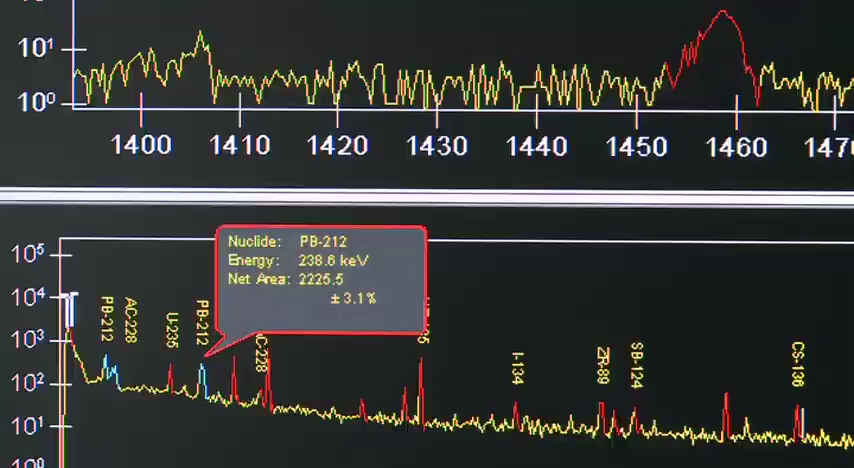 10¹
10⁰
1400 1410 1420 1430 1440 1450 1460
Nuclide: PB-212
Energy: 238.6 keV
Net Area: 2225.5
± 3.1%
10⁵
10⁴
10³
10²
10¹
10⁰
PB-212
AC-228
U-235
PB-212
I-134
ZR-89
SB-124
CS-136